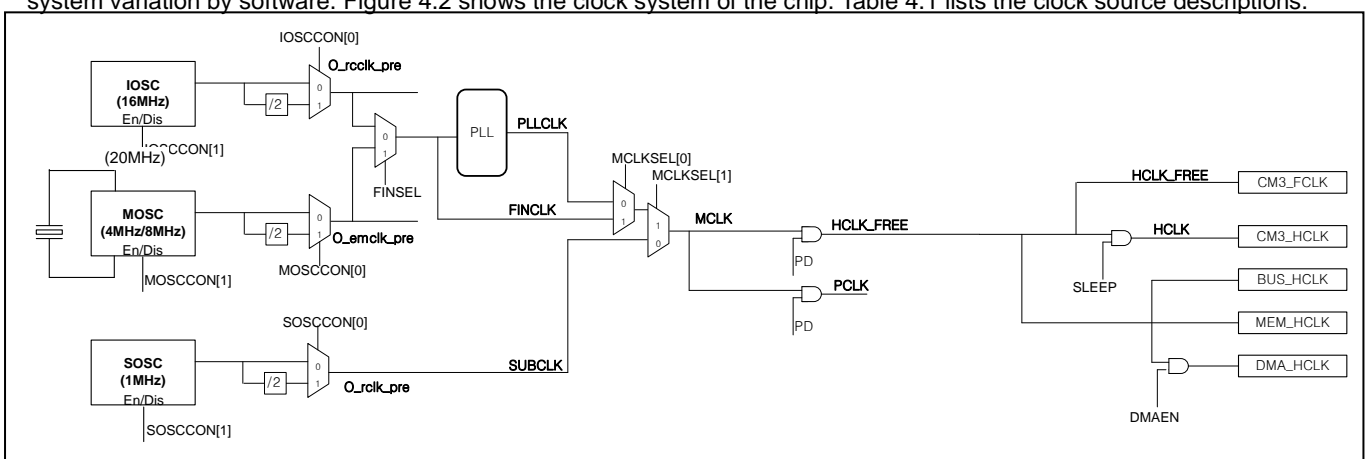 system variation by software. Figure 4.2 shows the clock system of the chip. Table 4.1 lists the clock source descriptions.
IOSCCON[0]
O_rcclk_pre
IOSC
(16MHz)
En/Dis
0
1
/2
CCON[1]
(20MHz)
PLL
PLLCLK
0
1
FINSEL
MCLKSEL[0]
MCLKSEL[1]
MOSC
(4MHz/8MHz)
En/Dis
0
1
/2
O_emclk_pre
MOSCCON[0]
MOSCCON[1]
FINCLK
0
1
1
0
MCLK
HCLK_FREE
PD
PCLK
PD
HCLK_FREE
CM3_FCLK
HCLK
CM3_HCLK
SLEEP
BUS_HCLK
MEM_HCLK
DMA_HCLK
DMAEN
SOSCCON[0]
SOSC
(1MHz)
En/Dis
0
1
/2
O_rclk_pre
SUBCLK
SOSCCON[1]